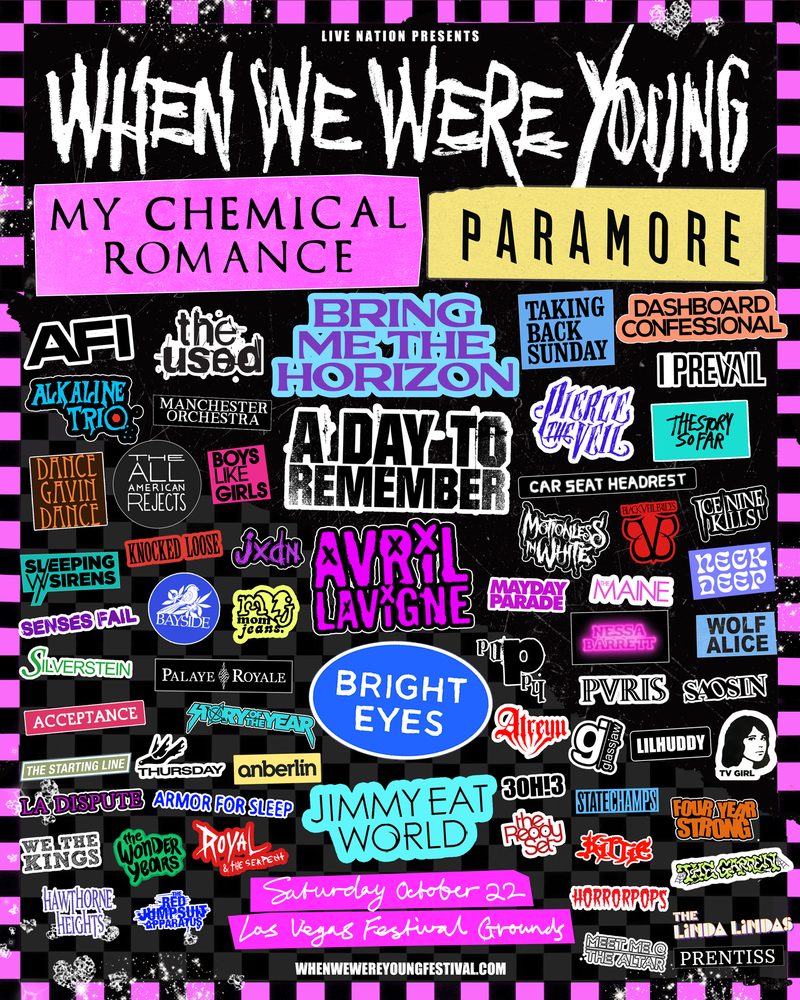 LIVE NATION PRESENTS
WHEN WE WERE YOUNG
MY CHEMICAL
ROMANCE
PARAMORE
AFI
the
used
BRING
ME THE
HORIZON
TAKING
BACK
SUNDAY
DASHBOARD
CONFESSIONAL
I PREVAIL
ALKALINE
TRIO
MANCHESTER
ORCHESTRA
A DAY TO
REMEMBER
PIERCE
THE VEIL
THE STORY
SO FAR
DANCE
GAVIN
DANCE
THE
ALL
AMERICAN
REJECTS
BOYS
LIKE
GIRLS
CAR SEAT HEADREST
MOTIONLESS
IN WHITE
BLACK VEIL BRIDES
ICE NINE
KILLS
SLEEPING
W/ SIRENS
KNOCKED LOOSE
jxdn
AVRIL
LAVIGNE
MAYDAY
PARADE
THE
MAINE
NECK
DEEP
SENSES FAIL
BAYSIDE
mj
mom
jeans.
NESSA
BARRETT
WOLF
ALICE
SILVERSTEIN
PALAYE ROYALE
BRIGHT
EYES
PUP
P
PY
PVRIS
SAOSIN
ACCEPTANCE
STORY OF THE YEAR
Atreyu
gj
glassjaw
LILHUDDY
TV GIRL
THE STARTING LINE
THURSDAY
anberlin
LA DISPUTE
ARMOR FOR SLEEP
JIMMY EAT
WORLD
3OH!3
STATE CHAMPS
FOUR YEAR
STRONG
WE THE
KINGS
the
WONDER
years
ROYAL
& THE SERPENT
the
Ready
Set
KITTIE
THE GARDEN
HAWTHORNE
HEIGHTS
THE
RED
JUMPSUIT
APPARATUS
Saturday October 22
Las Vegas Festival Grounds
HORRORPOPS
THE
LiNDA LiNDAS
MEET ME @
THE ALTAR
PRENTISS
WHENWEWEREYOUNGFESTIVAL.COM